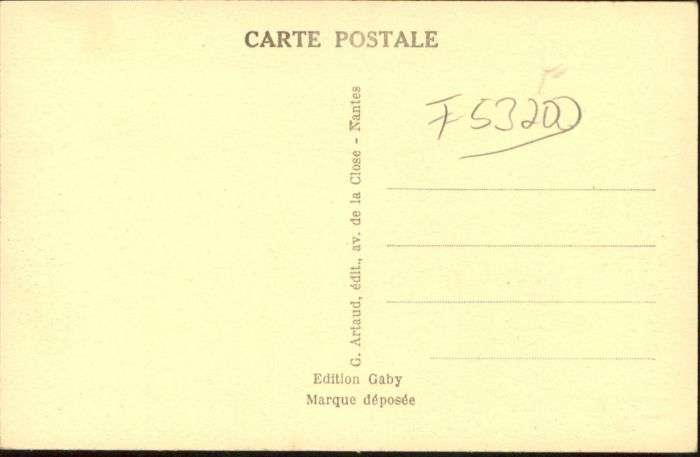 CARTE POSTALE
F 53200
G. Artaud, édit., av. de la Close - Nantes
Edition Gaby
Marque déposée